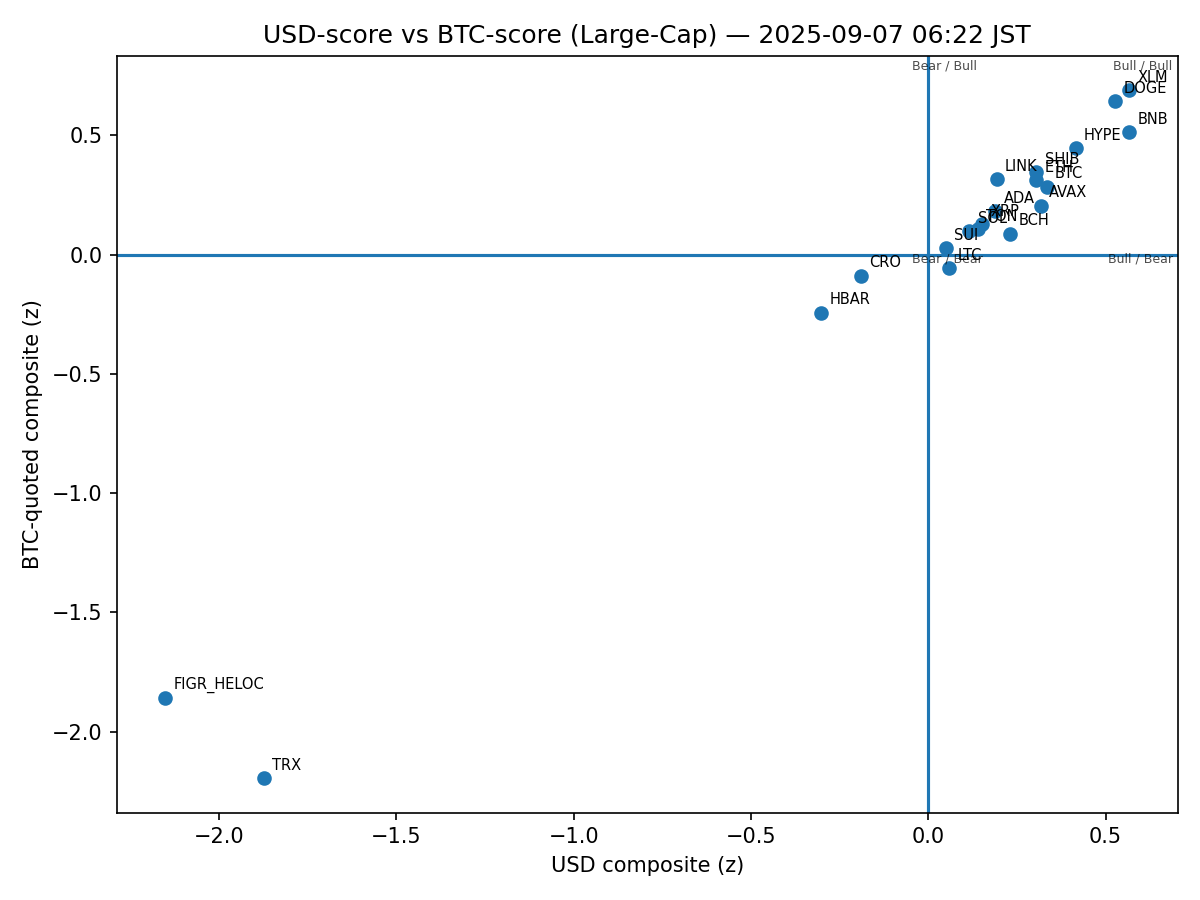 USD-score vs BTC-score (Large-Cap) — 2025-09-07 06:22 JST
Bear / Bull
Bull / Bull
XLM
DOGE
BNB
HYPE
SHIB
LINK
ETH
BTC
AVAX
ADA
XRP
TON
SOL
BCH
SUI
LTC
Bear / Bear
Bull / Bear
CRO
HBAR
FIGR_HELOC
TRX
0.5
0.0
−0.5
−1.0
−1.5
−2.0
BTC-quoted composite (z)
−2.0
−1.5
−1.0
−0.5
0.0
0.5
USD composite (z)